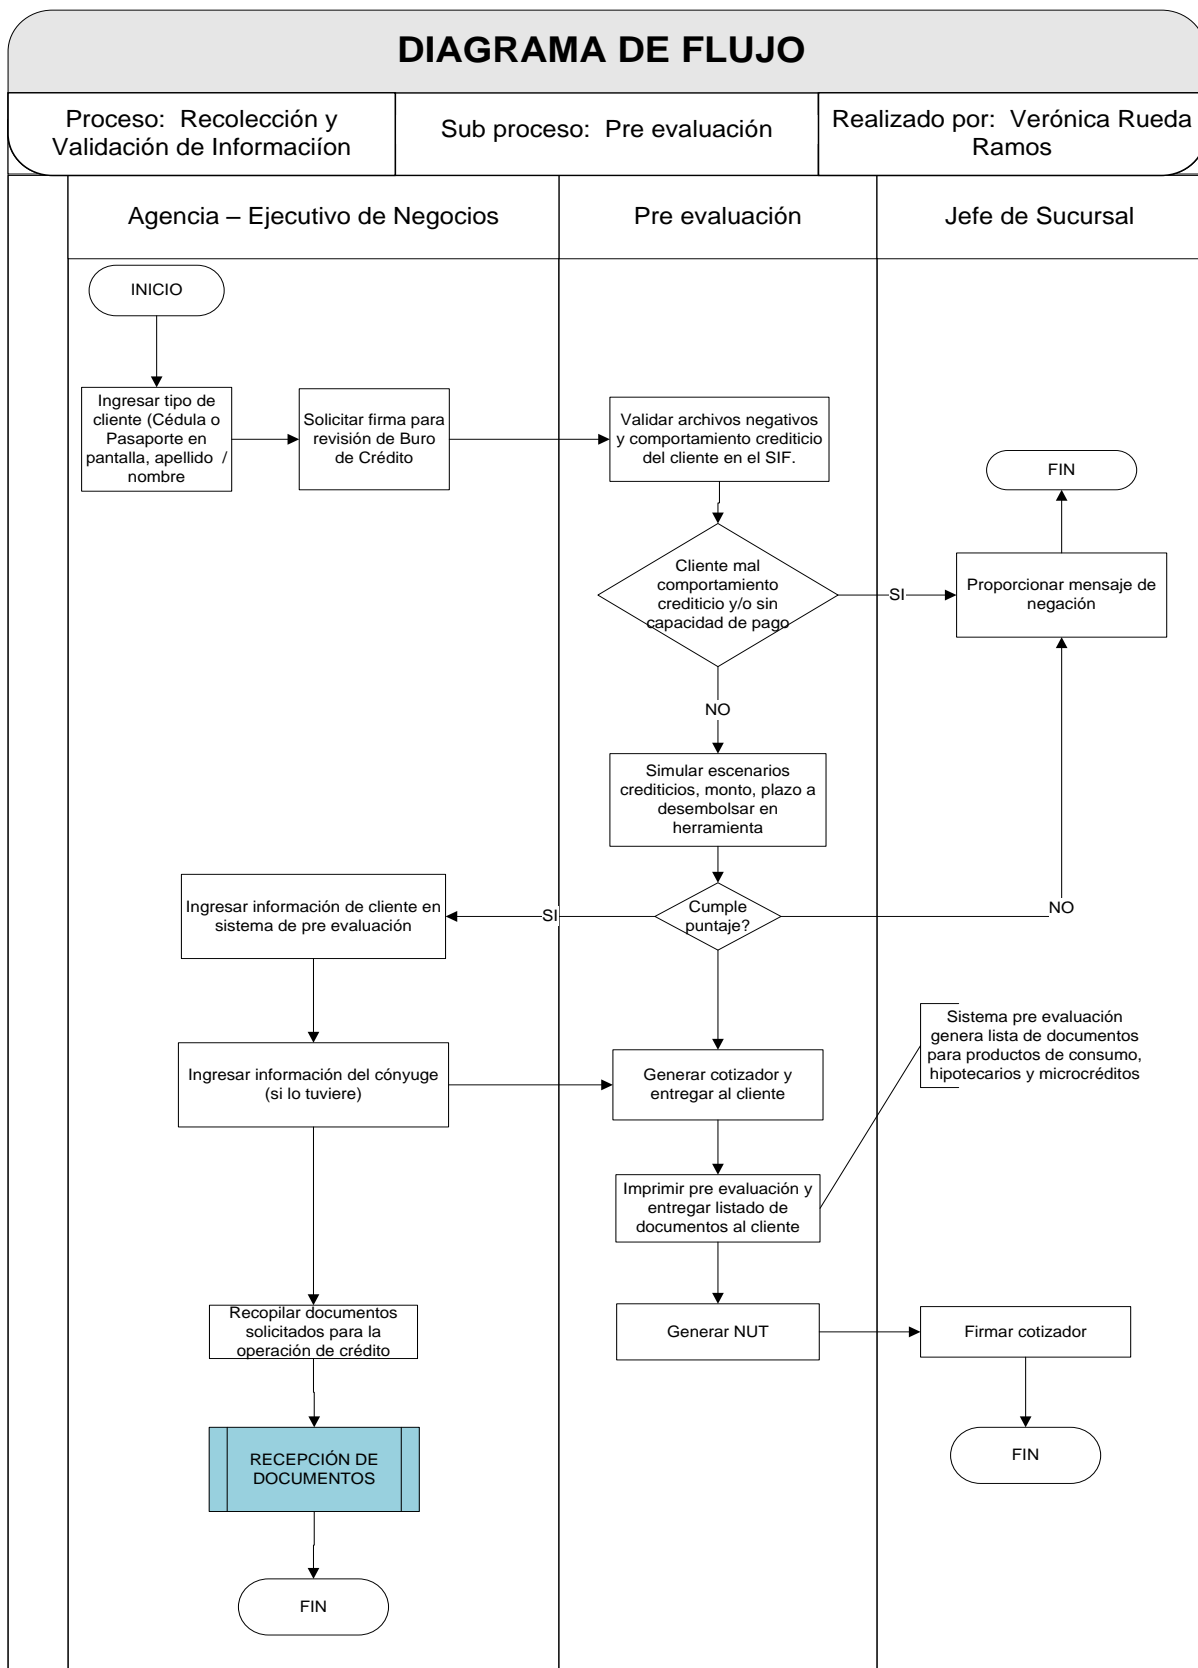 DIAGRAMA DE FLUJO
Proceso:  Recolección y
Validación de Informaciíon
Sub proceso:  Pre evaluación
Realizado por:  Verónica Rueda
Ramos
Agencia – Ejecutivo de Negocios
Pre evaluación
Jefe de Sucursal
INICIO
Ingresar tipo de
cliente (Cédula o
Pasaporte en
pantalla, apellido  /
nombre
Solicitar firma para
revisión de Buro
de Crédito
Validar archivos negativos
y comportamiento crediticio
del cliente en el SIF.
FIN
Cliente mal
comportamiento
crediticio y/o sin
capacidad de pago
SI
Proporcionar mensaje de
negación
NO
Simular escenarios
crediticios, monto, plazo a
desembolsar en
herramienta
Ingresar información de cliente en
sistema de pre evaluación
SI
Cumple
puntaje?
NO
Sistema pre evaluación
genera lista de documentos
para productos de consumo,
hipotecarios y microcréditos
Ingresar información del cónyuge
(si lo tuviere)
Generar cotizador y
entregar al cliente
Imprimir pre evaluación y
entregar listado de
documentos al cliente
Recopilar documentos
solicitados para la
operación de crédito
Generar NUT
Firmar cotizador
RECEPCIÓN DE
DOCUMENTOS
FIN
FIN